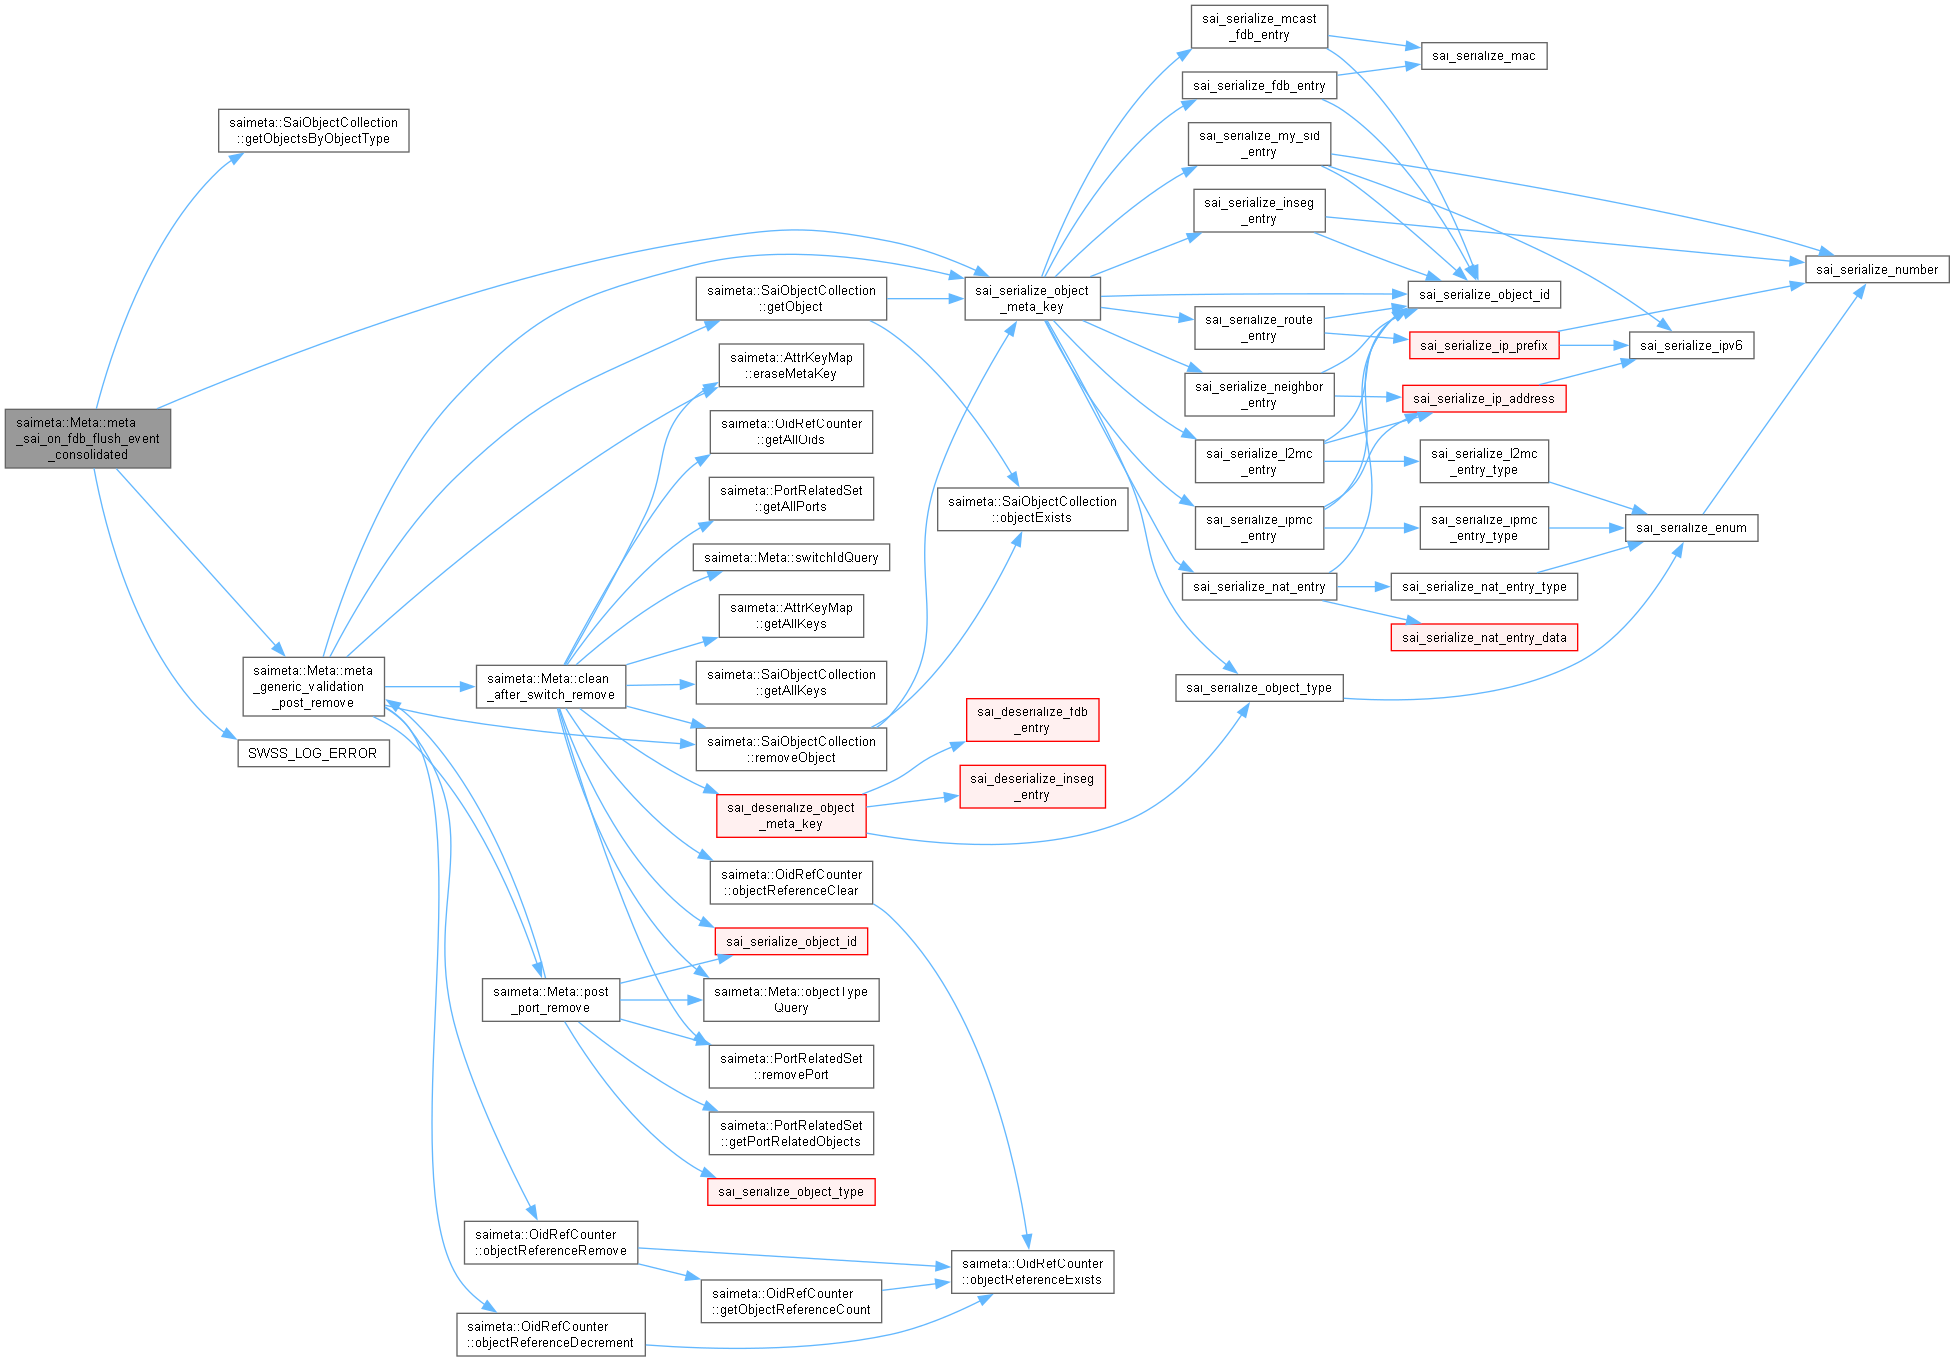 saimeta::Meta::meta
_sai_on_fdb_flush_event
_consolidated
saimeta::SaiObjectCollection
::getObjectsByObjectType
saimeta::Meta::meta
_generic_validation
_post_remove
SWSS_LOG_ERROR
saimeta::Meta::clean
_after_switch_remove
saimeta::Meta::post
_port_remove
saimeta::OidRefCounter
::objectReferenceRemove
saimeta::OidRefCounter
::objectReferenceDecrement
saimeta::SaiObjectCollection
::getObject
saimeta::AttrKeyMap
::eraseMetaKey
saimeta::OidRefCounter
::getAllOids
saimeta::PortRelatedSet
::getAllPorts
saimeta::Meta::switchIdQuery
saimeta::AttrKeyMap
::getAllKeys
saimeta::SaiObjectCollection
::getAllKeys
saimeta::SaiObjectCollection
::removeObject
sai_deserialize_object
_meta_key
saimeta::OidRefCounter
::objectReferenceClear
sai_serialize_object_id
saimeta::Meta::objectType
Query
saimeta::PortRelatedSet
::removePort
saimeta::PortRelatedSet
::getPortRelatedObjects
sai_serialize_object_type
saimeta::OidRefCounter
::getObjectReferenceCount
sai_serialize_object
_meta_key
saimeta::SaiObjectCollection
::objectExists
sai_deserialize_fdb
_entry
sai_deserialize_inseg
_entry
saimeta::OidRefCounter
::objectReferenceExists
sai_serialize_mcast
_fdb_entry
sai_serialize_fdb_entry
sai_serialize_my_sid
_entry
sai_serialize_inseg
_entry
sai_serialize_route
_entry
sai_serialize_neighbor
_entry
sai_serialize_l2mc
_entry
sai_serialize_ipmc
_entry
sai_serialize_nat_entry
sai_serialize_object_type
sai_serialize_mac
sai_serialize_object_id
sai_serialize_ip_prefix
sai_serialize_ip_address
sai_serialize_l2mc
_entry_type
sai_serialize_ipmc
_entry_type
sai_serialize_nat_entry_type
sai_serialize_nat_entry_data
sai_serialize_number
sai_serialize_ipv6
sai_serialize_enum